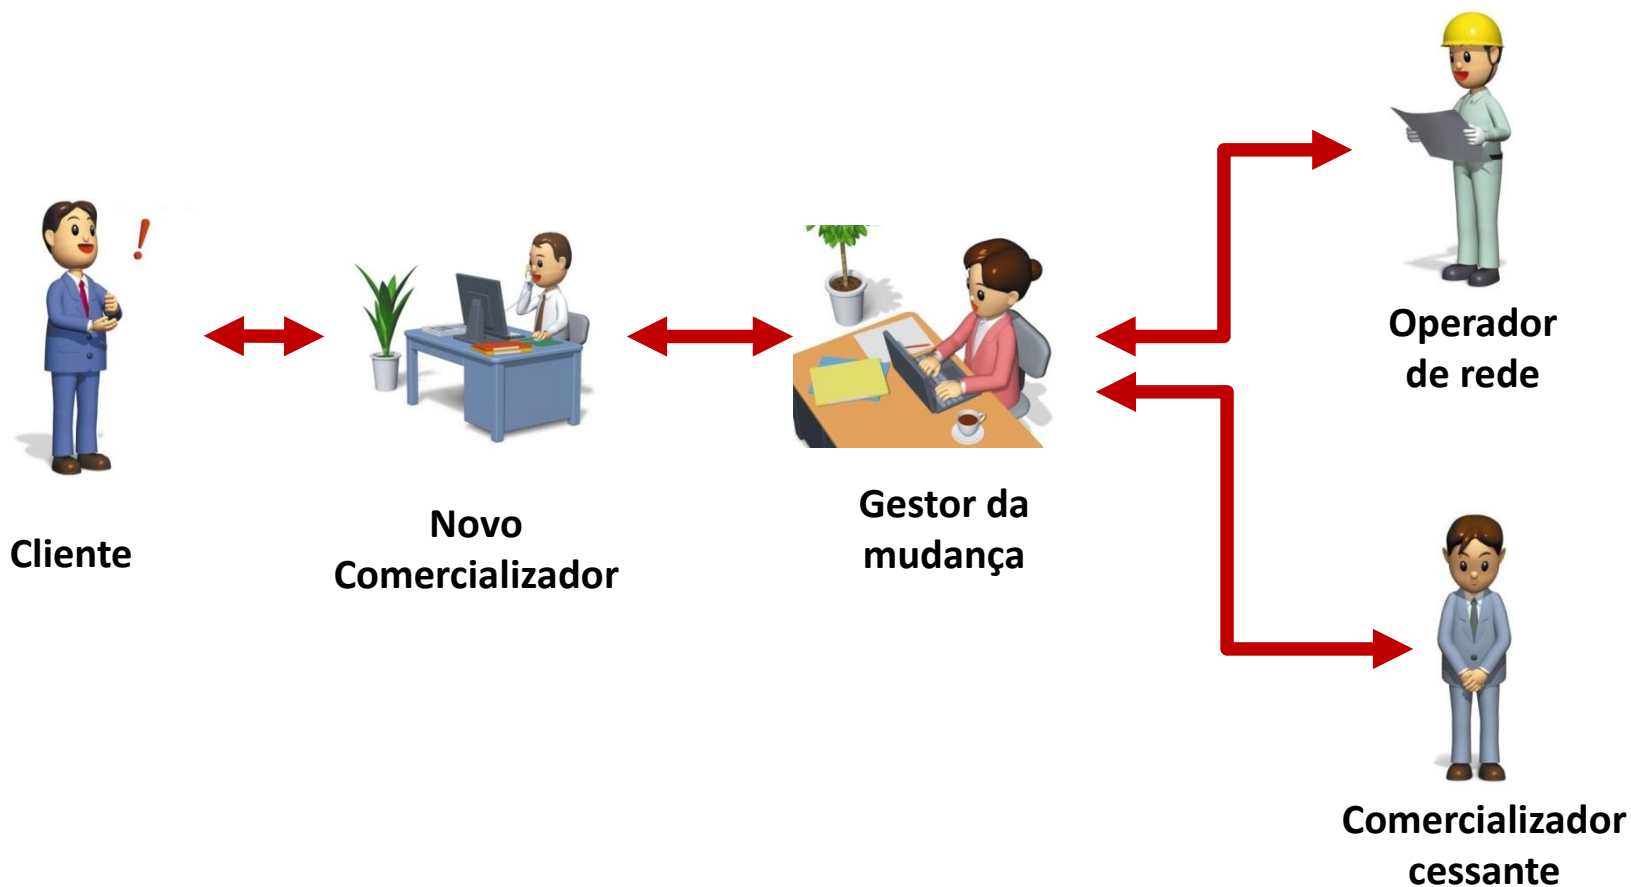 Cliente
Novo
Comercializador
Gestor da
mudança
Operador
de rede
Comercializador
cessante